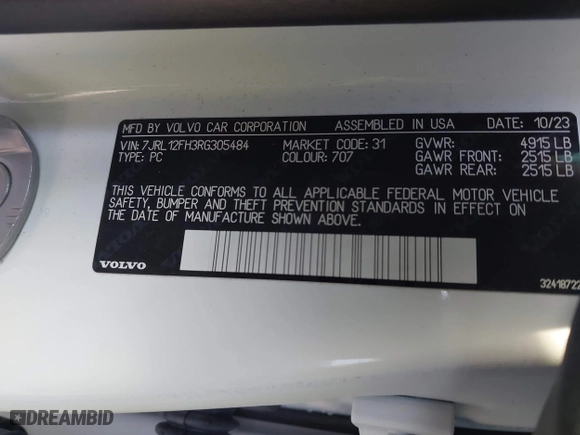 MFD BY VOLVO CAR CORPORATION ASSEMBLED IN USA 10/23
VIN: 7JRL12FH3RG305484 MARKET CODE: 31 GVWR: 4915 LB
TYPE: PC COLOUR: 707 GAWR FRONT: 2515 LB
GAWR REAR: 2515 LB
THIS VEHICLE CONFORMS TO ALL APPLICABLE FEDERAL MOTOR VEHICLE
SAFETY, BUMPER AND THEFT PREVENTION STANDARDS IN EFFECT ON
THE DATE OF MANUFACTURE SHOWN ABOVE.
VOLVO
32418722
DREAMBID